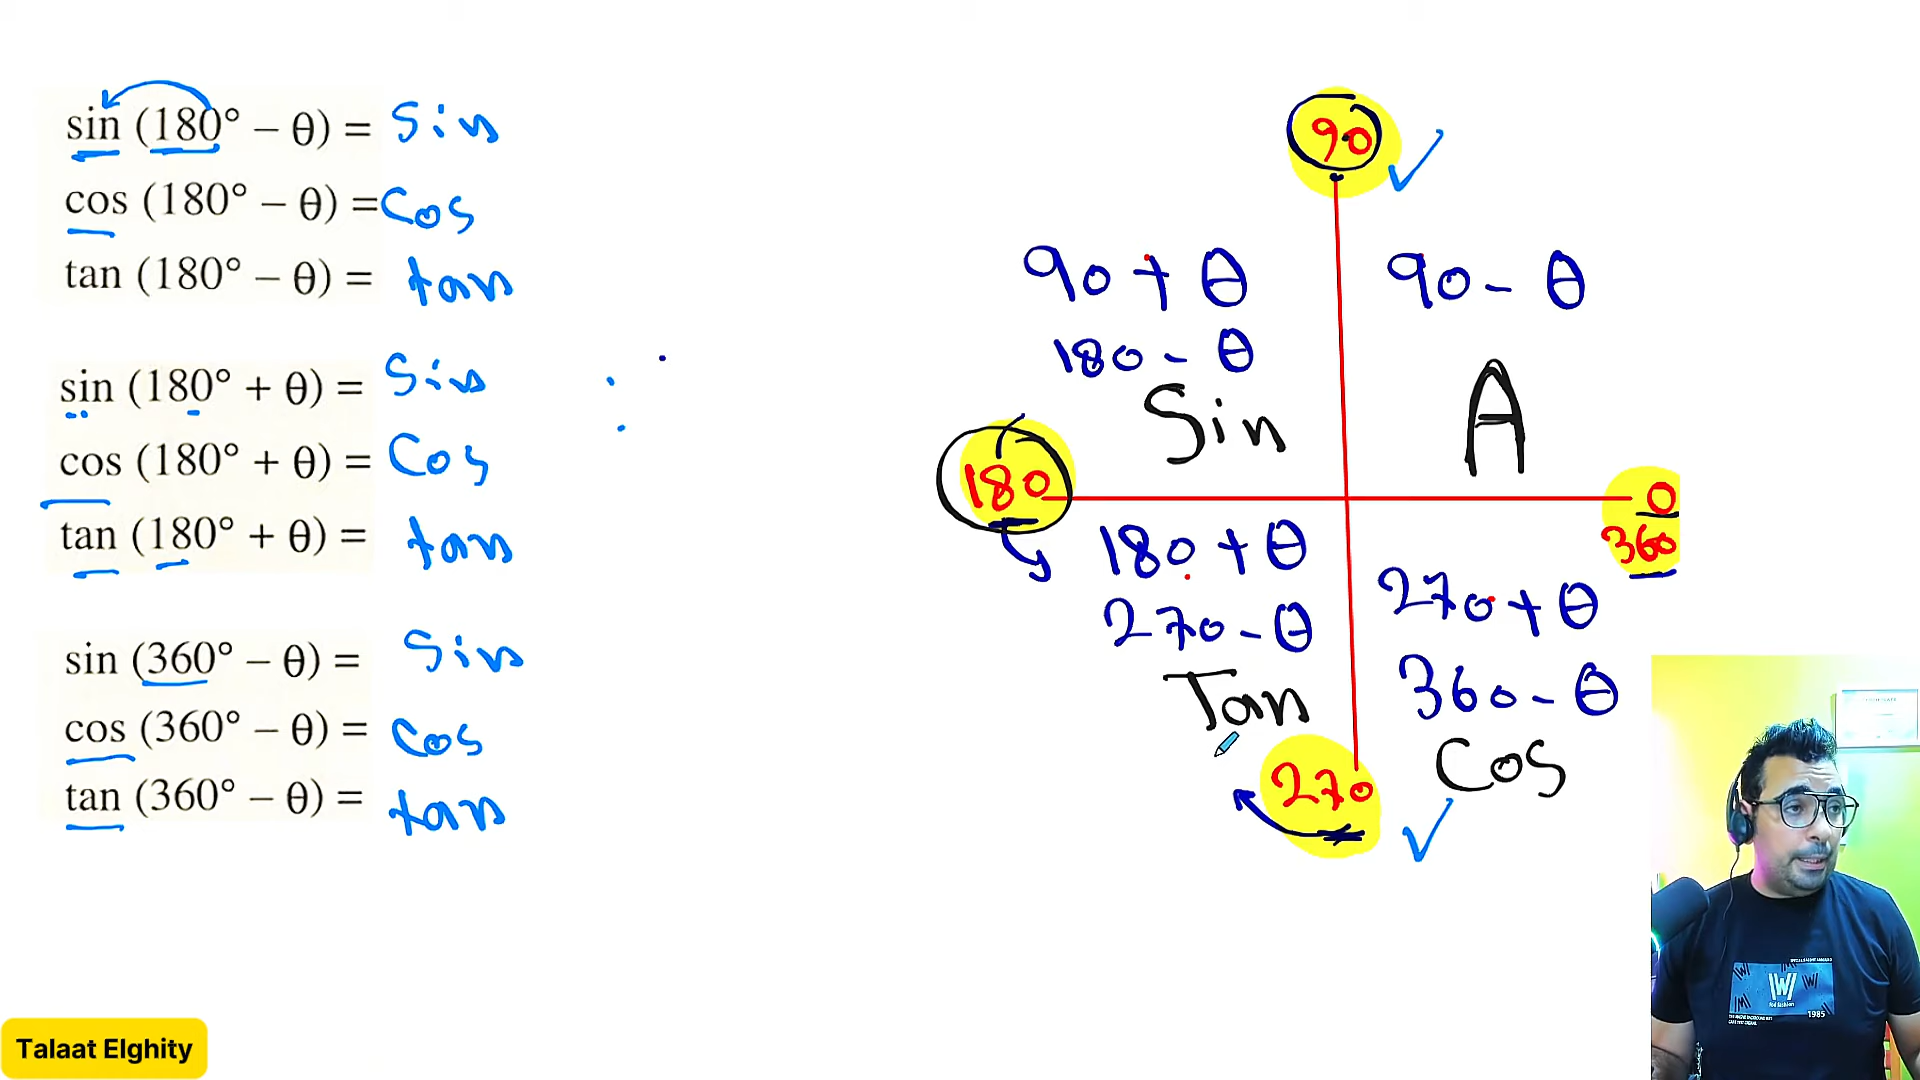 sin (180° − θ) = Sin
cos (180° − θ) = Cos
tan (180° − θ) = tan
sin (180° + θ) = Sin
cos (180° + θ) = Cos
tan (180° + θ) = tan
sin (360° − θ) = Sin
cos (360° − θ) = Cos
tan (360° − θ) = tan
90
90 + θ
90 - θ
180 - θ
Sin
A
180
0
360
180 + θ
270 - θ
Tan
270 + θ
360 - θ
Cos
270
W
1985
Talaat Elghity